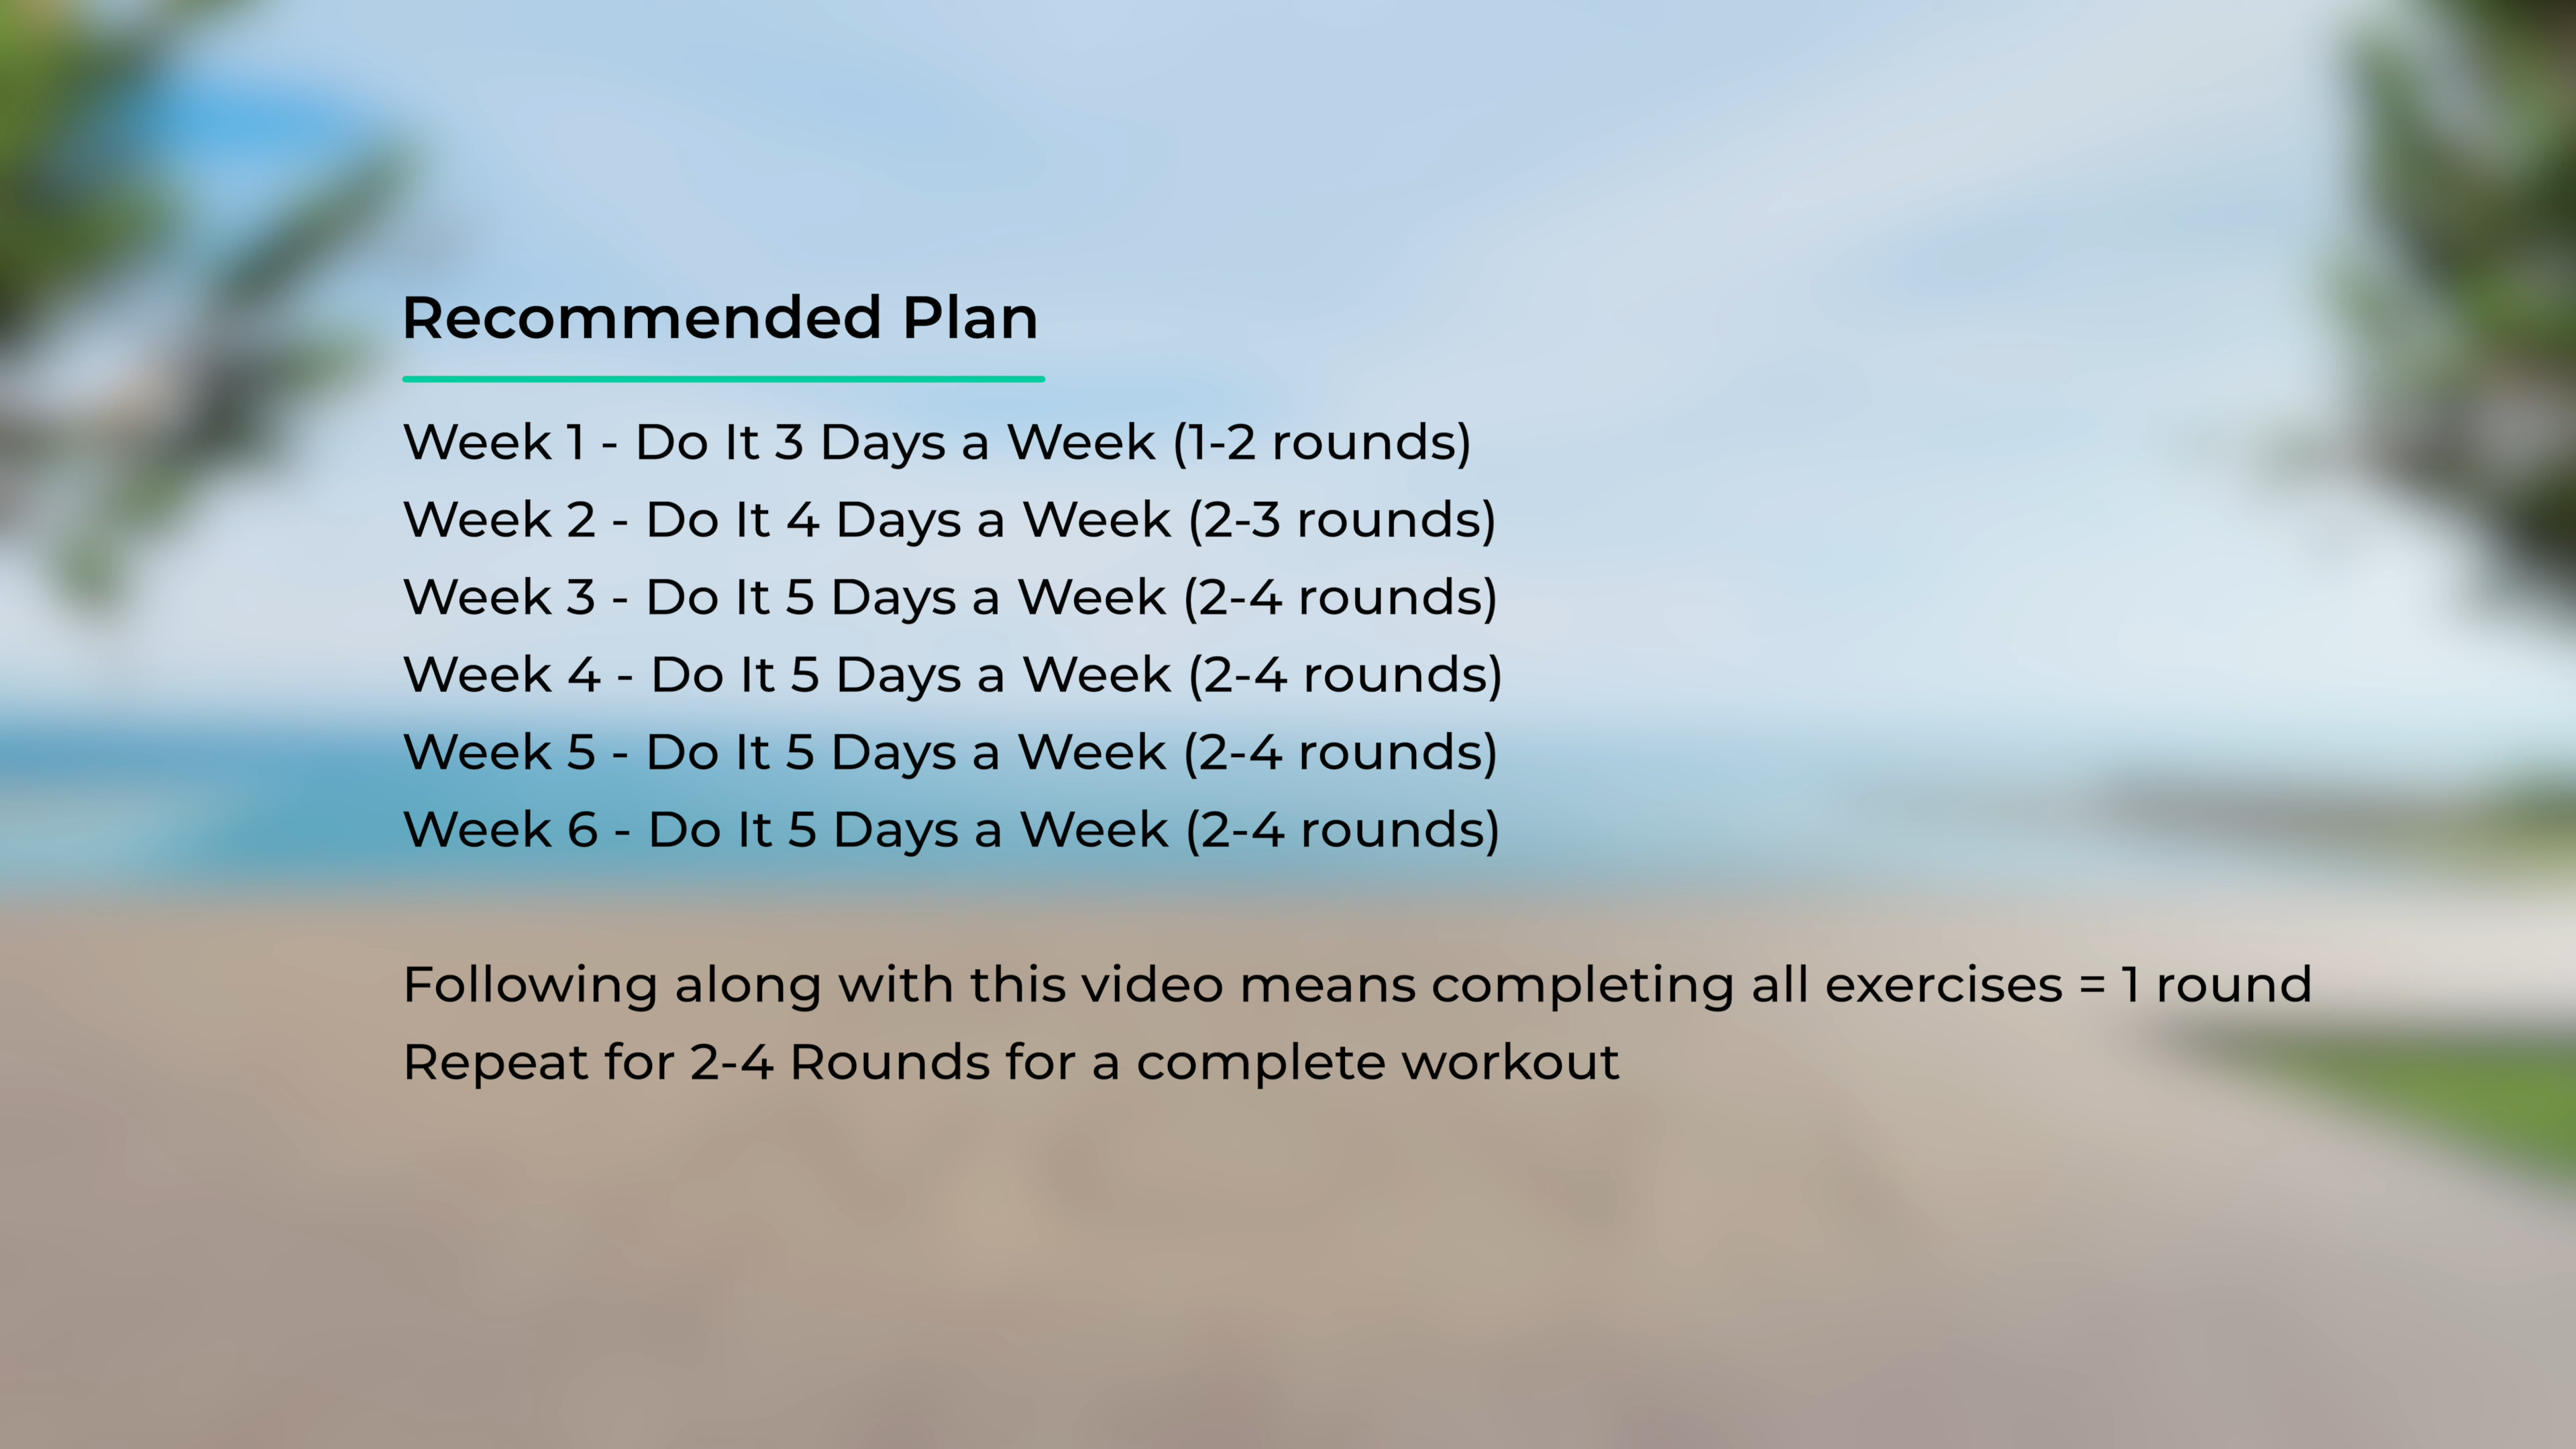 Recommended Plan
Week 1 - Do It 3 Days a Week (1-2 rounds)
Week 2 - Do It 4 Days a Week (2-3 rounds)
Week 3 - Do It 5 Days a Week (2-4 rounds)
Week 4 - Do It 5 Days a Week (2-4 rounds)
Week 5 - Do It 5 Days a Week (2-4 rounds)
Week 6 - Do It 5 Days a Week (2-4 rounds)
Following along with this video means completing all exercises = 1 round
Repeat for 2-4 Rounds for a complete workout